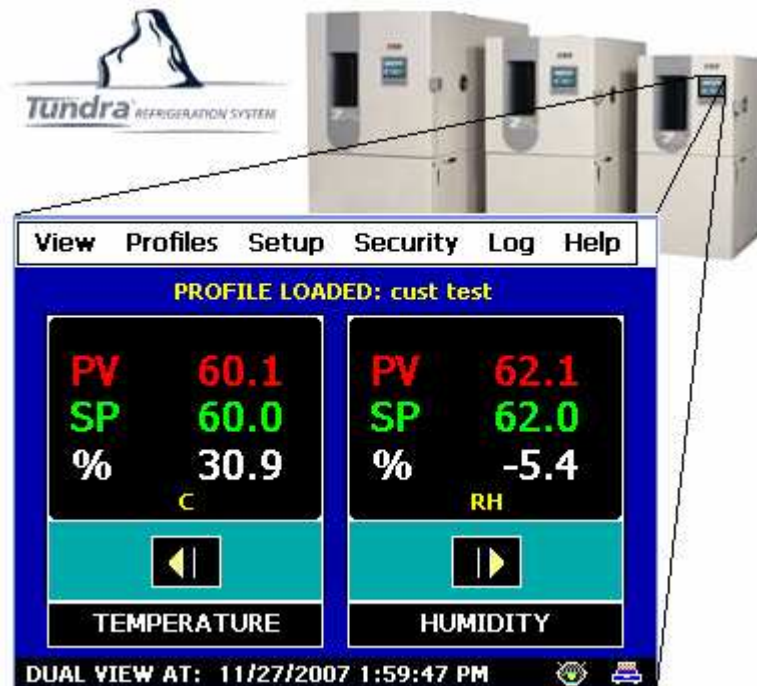 Tundra REFRIGERATION SYSTEM
View Profiles Setup Security Log Help
PROFILE LOADED: cust test
PV 60.1
SP 60.0
% 30.9
C
PV 62.1
SP 62.0
% -5.4
RH
TEMPERATURE
HUMIDITY
DUAL VIEW AT: 11/27/2007 1:59:47 PM